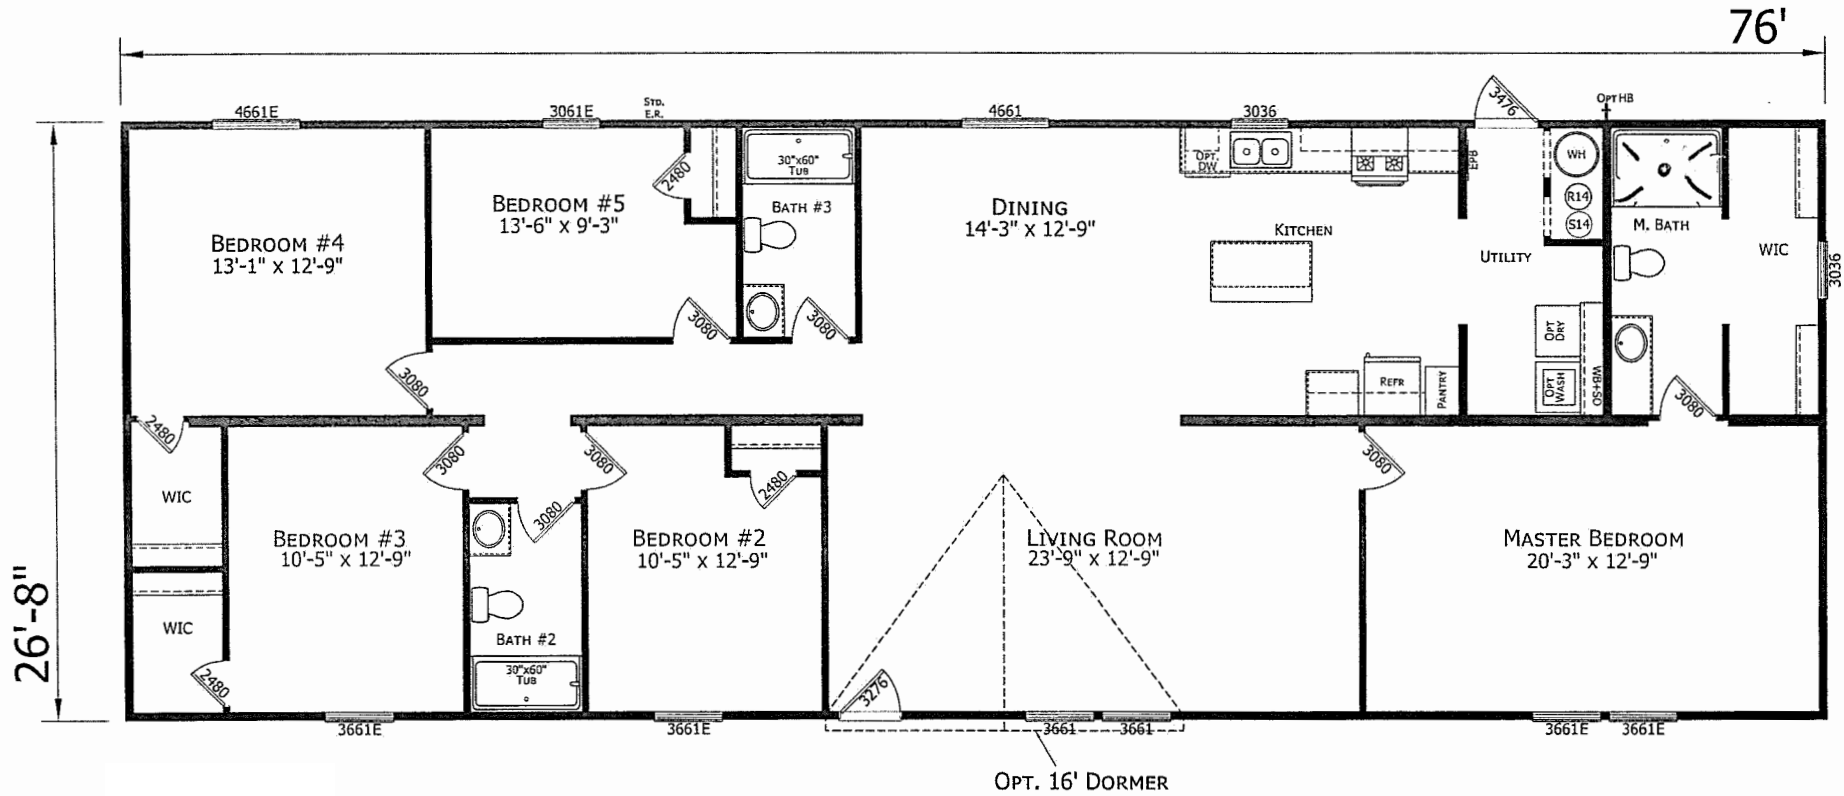 76'
4661E
3061E
STD.
E.R.
4661
3036
3476
OPT HB
BEDROOM #4
13'-1" X 12'-9"
BEDROOM #5
13'-6" X 9'-3"
2480
30"X60"
TUB
BATH #3
DINING
14'-3" X 12'-9"
OPT.
DW
KITCHEN
EPB
WH
R14
S14
UTILITY
M. BATH
WIC
3036
3080
3080
3080
OPT
DRY
OPT
WASH
WB+SD
REFR
PANTRY
3080
2480
WIC
3080
3080
2480
3080
BEDROOM #3
10'-5" X 12'-9"
3080
BEDROOM #2
10'-5" X 12'-9"
LIVING ROOM
23'-9" X 12'-9"
MASTER BEDROOM
20'-3" X 12'-9"
26'-8"
WIC
2480
BATH #2
30"X60"
TUB
3276
3661E
3661E
3661
3661
3661E
3661E
OPT. 16' DORMER